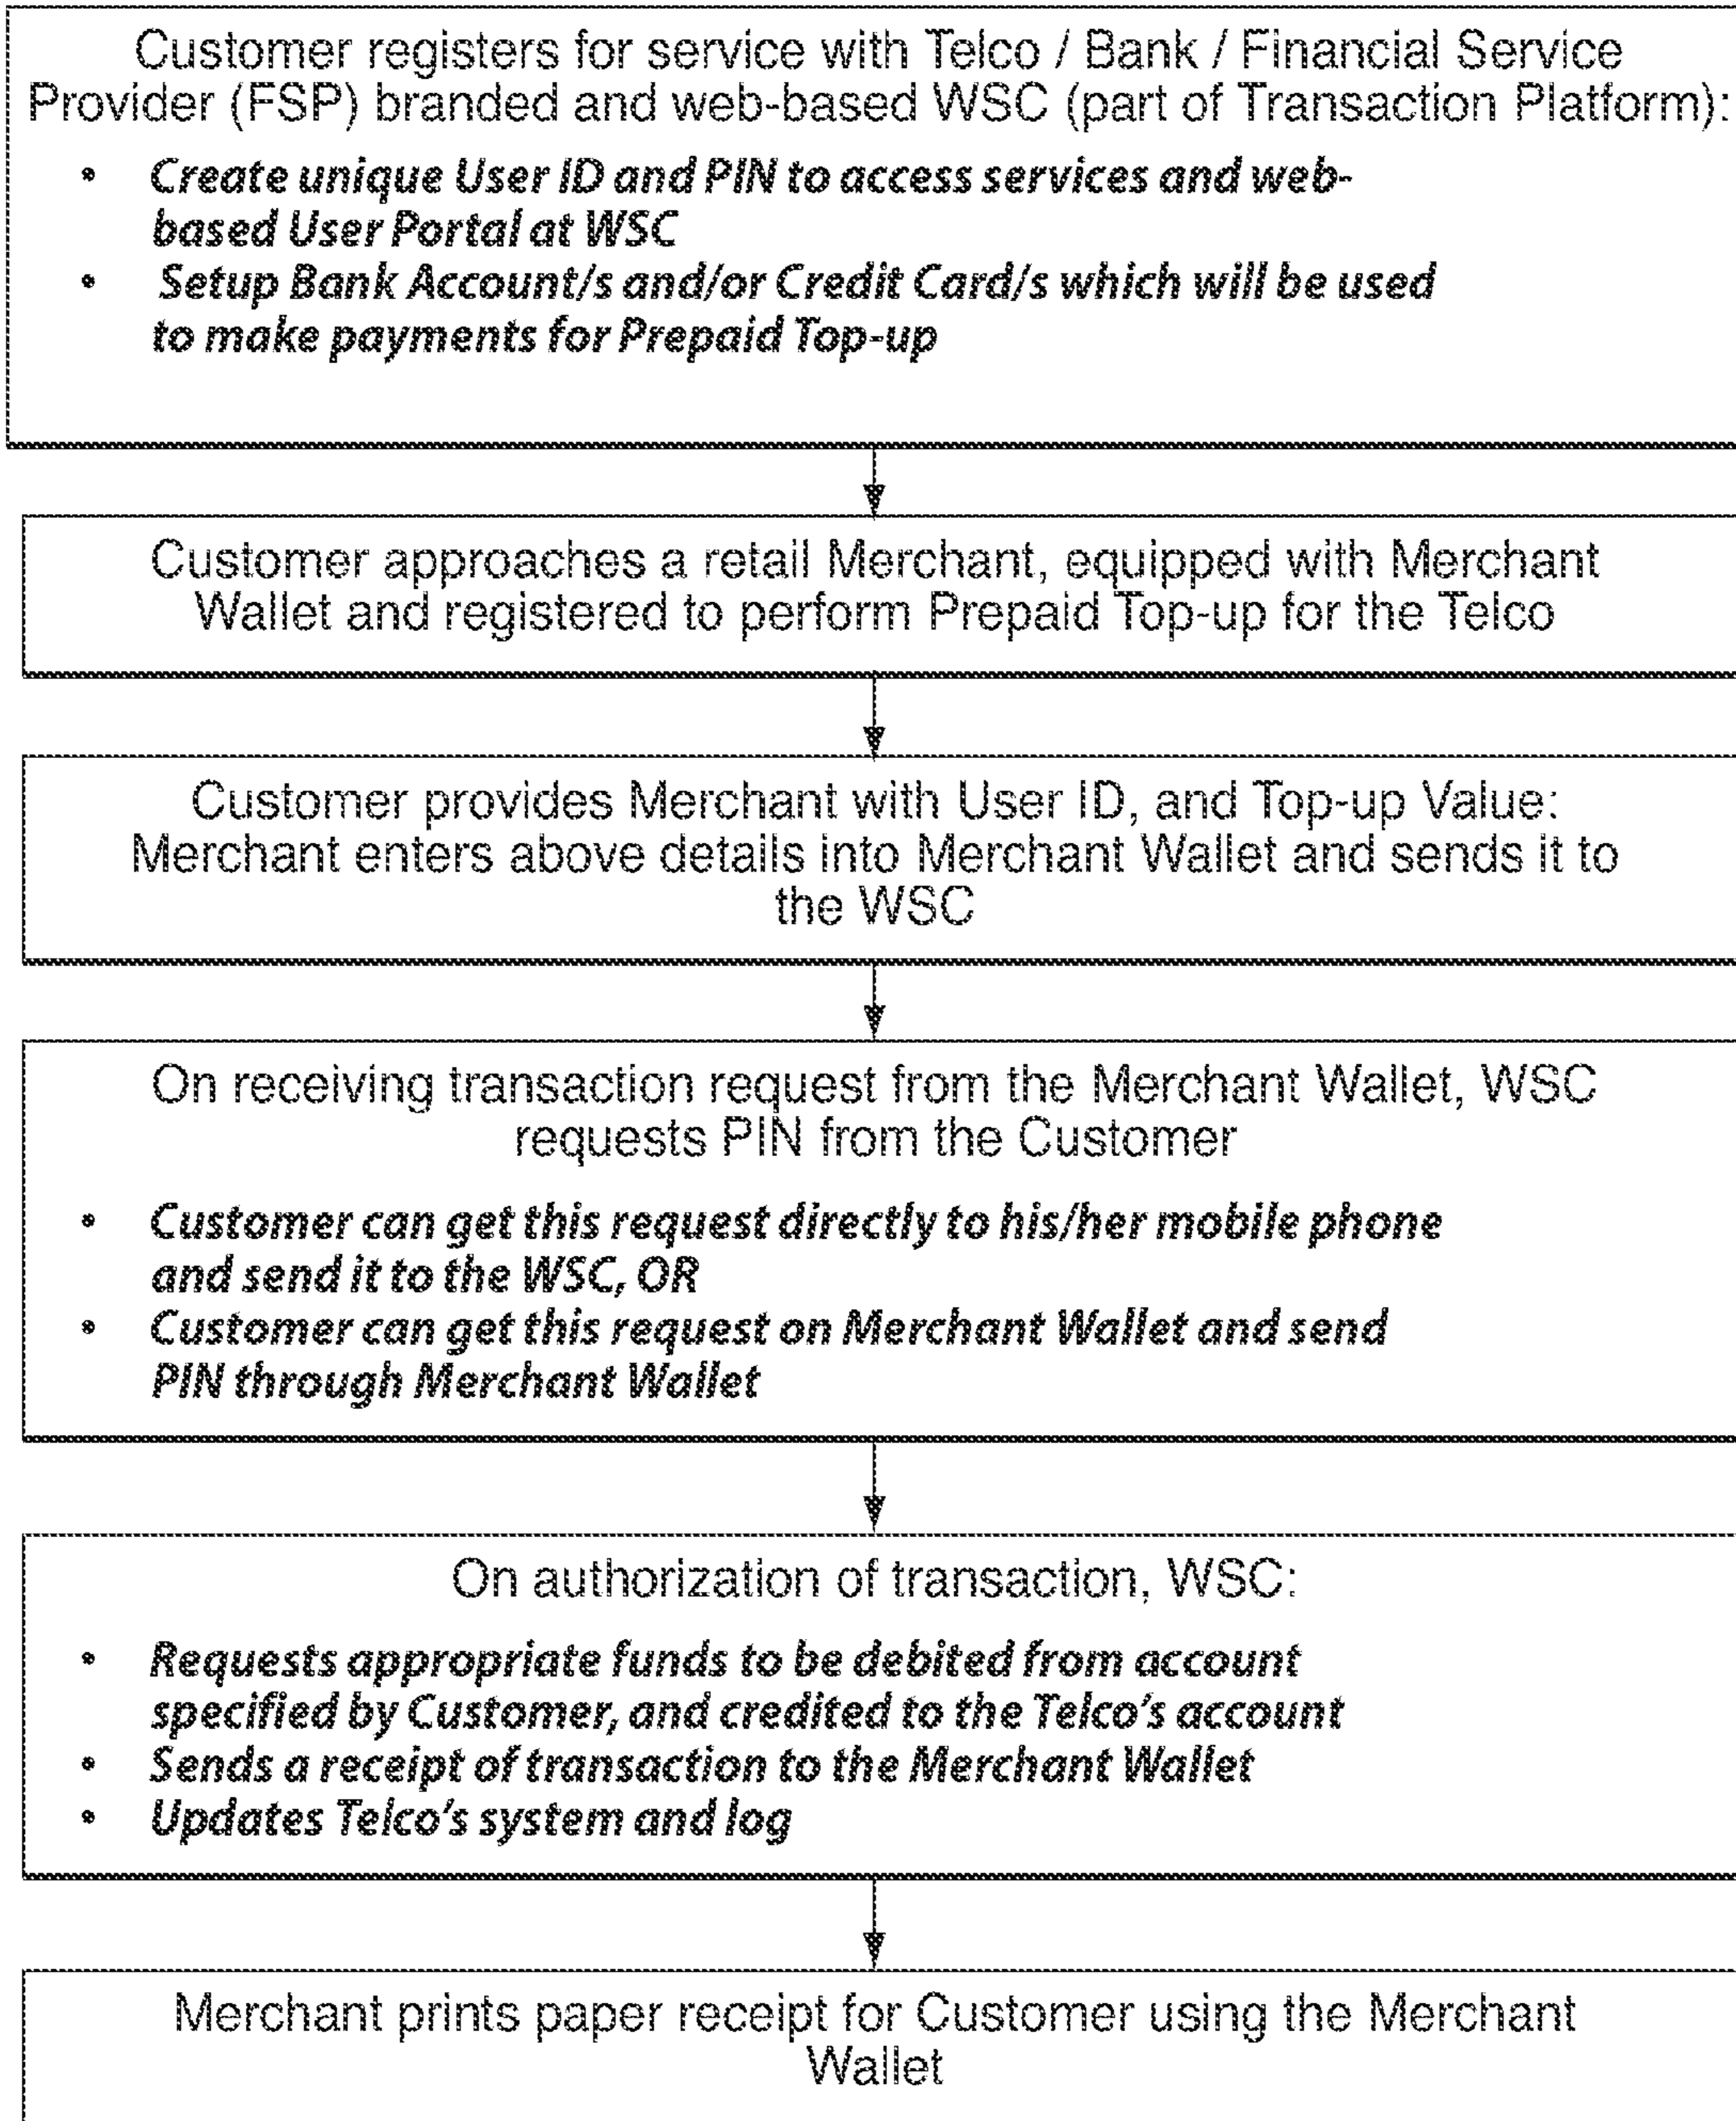 Customer registers for service with Telco / Bank / Financial Service
Provider (FSP) branded and web-based WSC (part of Transaction Platform):
• Create unique User ID and PIN to access services and web-
based User Portal at WSC
• Setup Bank Account/s and/or Credit Card/s which will be used
to make payments for Prepaid Top-up
Customer approaches a retail Merchant, equipped with Merchant
Wallet and registered to perform Prepaid Top-up for the Telco
Customer provides Merchant with User ID, and Top-up Value:
Merchant enters above details into Merchant Wallet and sends it to
the WSC
On receiving transaction request from the Merchant Wallet, WSC
requests PIN from the Customer
• Customer can get this request directly to his/her mobile phone
and send it to the WSC, OR
• Customer can get this request on Merchant Wallet and send
PIN through Merchant Wallet
On authorization of transaction, WSC:
• Requests appropriate funds to be debited from account
specified by Customer, and credited to the Telco's account
• Sends a receipt of transaction to the Merchant Wallet
• Updates Telco's system and log
Merchant prints paper receipt for Customer using the Merchant
Wallet